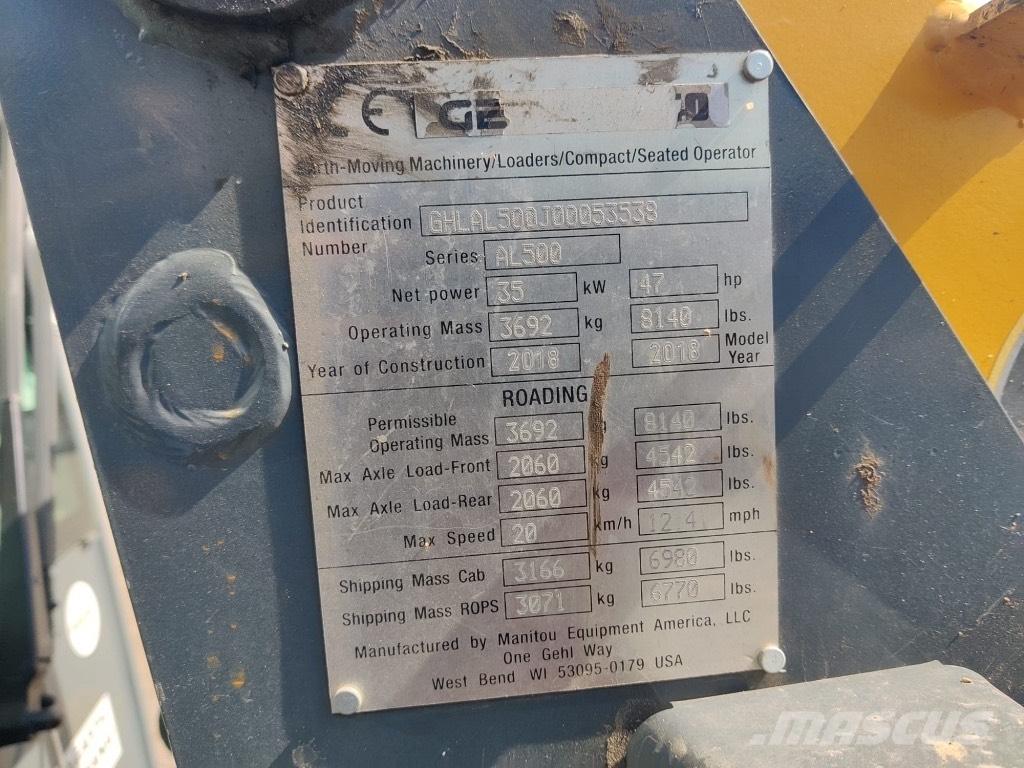 CE GE
Earth-Moving Machinery/Loaders/Compact/Seated Operator
Product Identification Number GHLAL500J00053538
Series AL500
Net power 35 kW 47 hp
Operating Mass 3692 kg 8140 lbs.
Year of Construction 2018 2018 Model Year
ROADING
Permissible Operating Mass 3692 kg 8140 lbs.
Max Axle Load-Front 2060 kg 4542 lbs.
Max Axle Load-Rear 2060 kg 4542 lbs.
Max Speed 20 km/h 12.4 mph
Shipping Mass Cab 3166 kg 6980 lbs.
Shipping Mass ROPS 3071 kg 6770 lbs.
Manufactured by Manitou Equipment America, LLC
One Gehl Way
West Bend WI 53095-0179 USA
MASCUS